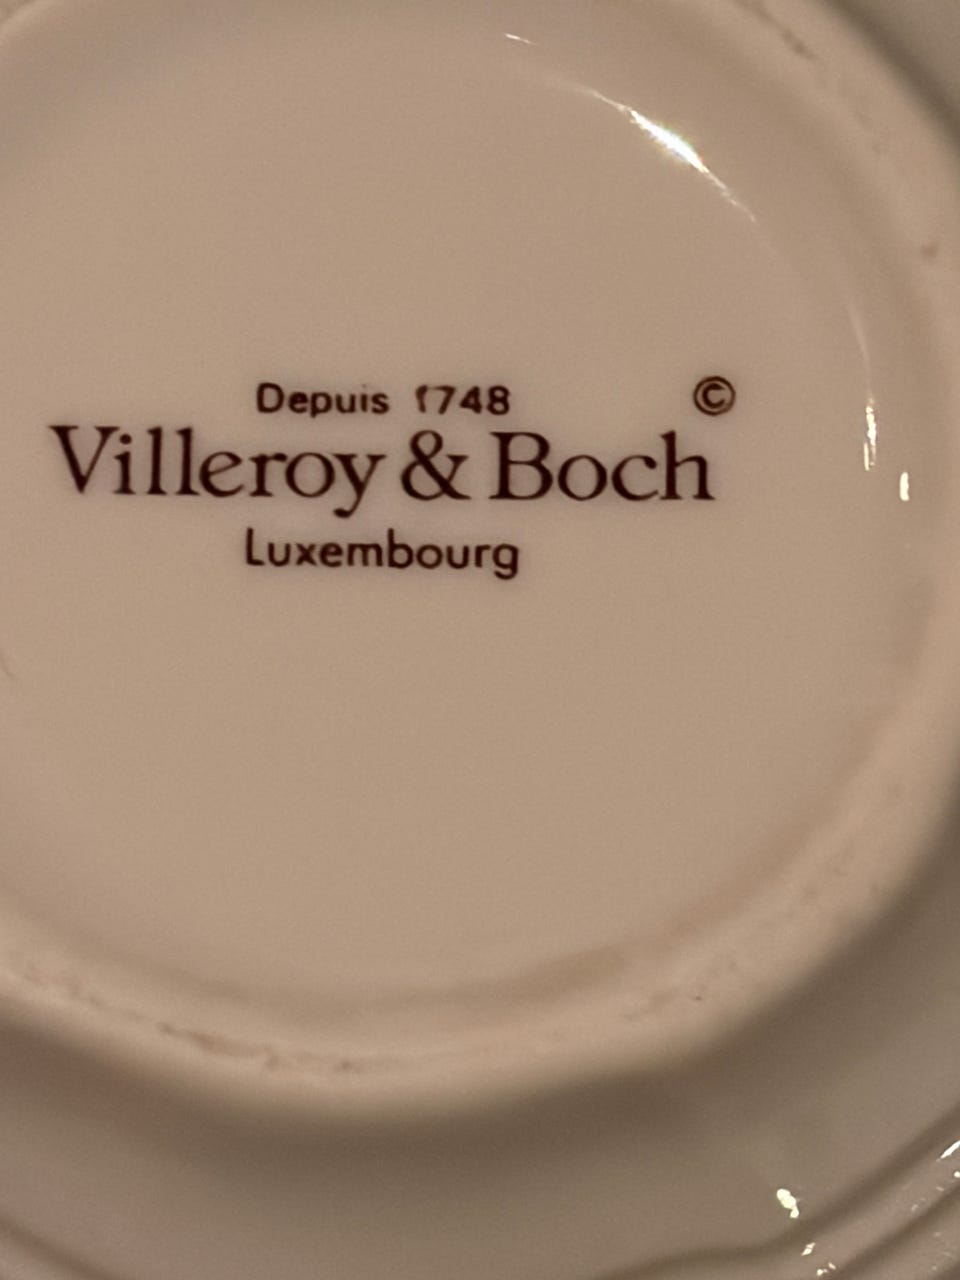 Depuis 1748 ©
Villeroy & Boch
Luxembourg